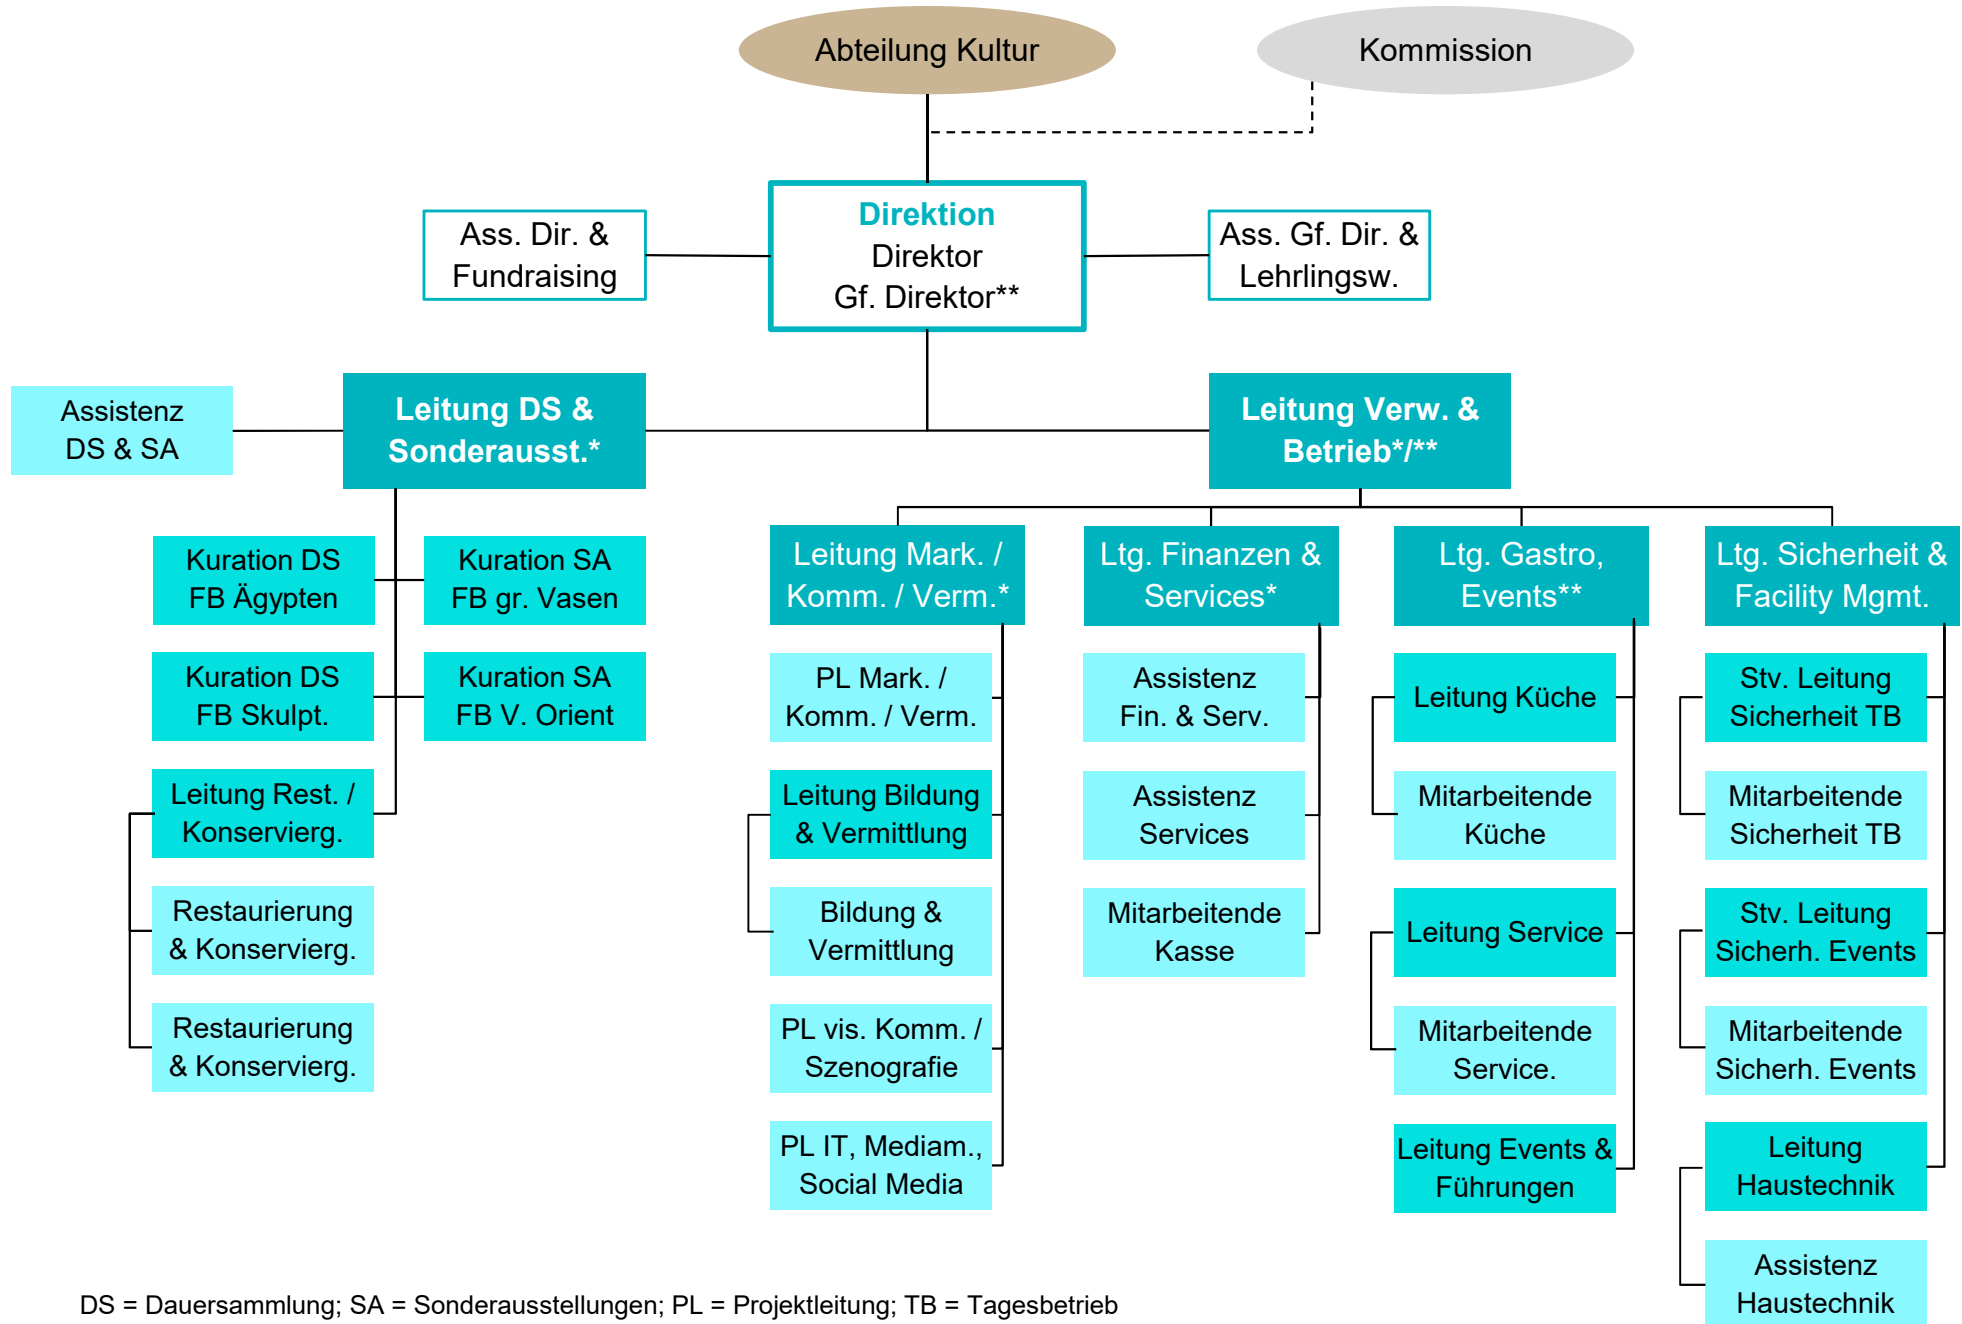 Abteilung Kultur
Kommission
Direktion
Direktor
Gf. Direktor**
Ass. Dir. &
Fundraising
Ass. Gf. Dir. &
Lehrlingsw.
Assistenz
DS & SA
Leitung DS &
Sonderausst.*
Leitung Verw. &
Betrieb*/**
Kuration DS
FB Ägypten
Kuration SA
FB gr. Vasen
Kuration DS
FB Skulpt.
Kuration SA
FB V. Orient
Leitung Rest. /
Konservierg.
Restaurierung
& Konservierg.
Restaurierung
& Konservierg.
Leitung Mark. /
Komm. / Verm.*
PL Mark. /
Komm. / Verm.
Leitung Bildung
& Vermittlung
Bildung &
Vermittlung
PL vis. Komm. /
Szenografie
PL IT, Mediam.,
Social Media
Ltg. Finanzen &
Services*
Assistenz
Fin. & Serv.
Assistenz
Services
Mitarbeitende
Kasse
Ltg. Gastro,
Events**
Leitung Küche
Mitarbeitende
Küche
Leitung Service
Mitarbeitende
Service.
Leitung Events &
Führungen
Ltg. Sicherheit &
Facility Mgmt.
Stv. Leitung
Sicherheit TB
Mitarbeitende
Sicherheit TB
Stv. Leitung
Sicherh. Events
Mitarbeitende
Sicherh. Events
Leitung
Haustechnik
Assistenz
Haustechnik
DS = Dauersammlung; SA = Sonderausstellungen; PL = Projektleitung; TB = Tagesbetrieb